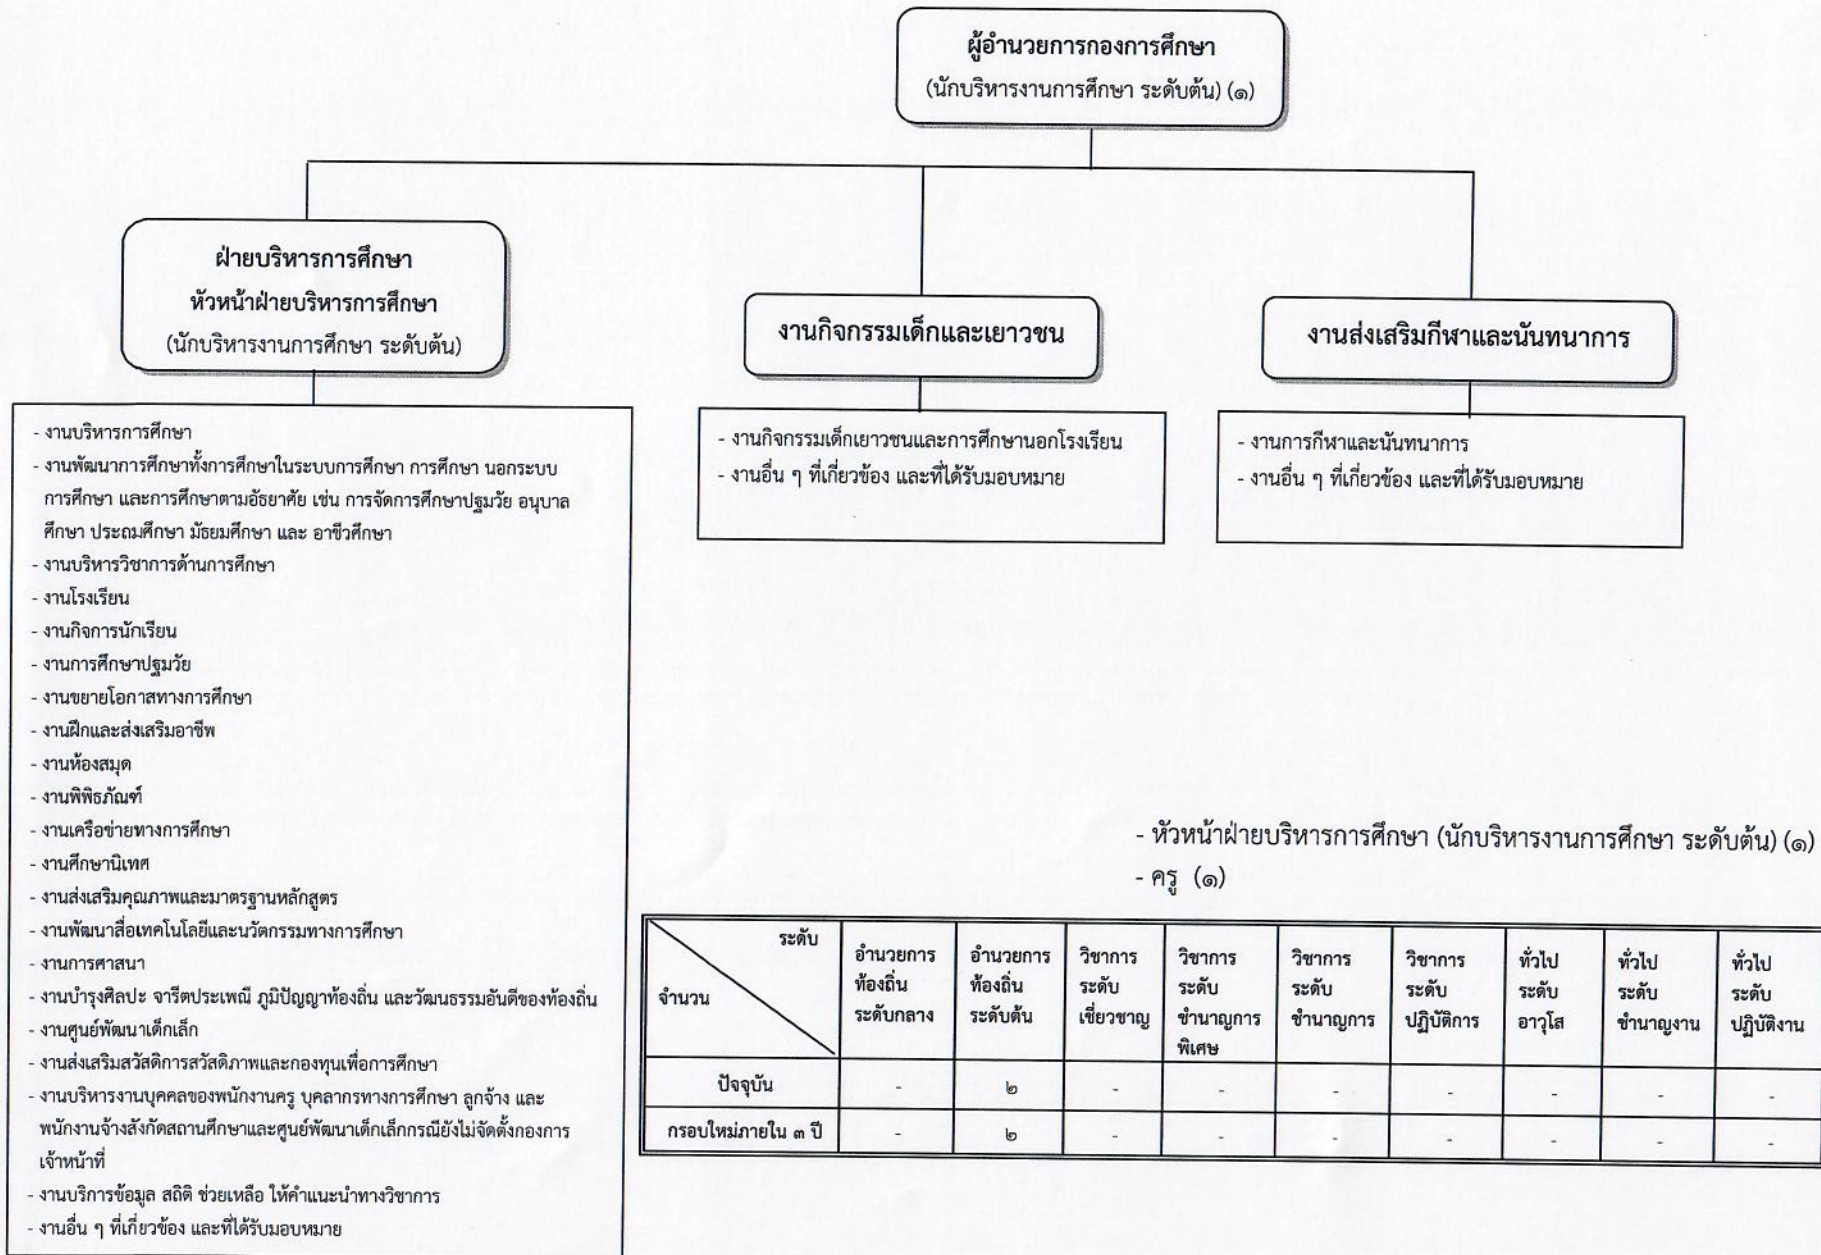 ผู้อำนวยการกองการศึกษา
(นักบริหารงานการศึกษา ระดับต้น) (๑)
ฝ่ายบริหารการศึกษา
หัวหน้าฝ่ายบริหารการศึกษา
(นักบริหารงานการศึกษา ระดับต้น)
- งานบริหารการศึกษา
- งานพัฒนาการศึกษาทั้งการศึกษาในระบบการศึกษา การศึกษา นอกระบบ
การศึกษา และการศึกษาตามอัธยาศัย เช่น การจัดการศึกษาปฐมวัย อนุบาล
ศึกษา ประถมศึกษา มัธยมศึกษา และ อาชีวศึกษา
- งานบริหารวิชาการด้านการศึกษา
- งานโรงเรียน
- งานกิจการนักเรียน
- งานการศึกษาปฐมวัย
- งานขยายโอกาสทางการศึกษา
- งานฝึกและส่งเสริมอาชีพ
- งานห้องสมุด
- งานพิพิธภัณฑ์
- งานเครือข่ายทางการศึกษา
- งานศึกษานิเทศ
- งานส่งเสริมคุณภาพและมาตรฐานหลักสูตร
- งานพัฒนาสื่อเทคโนโลยีและนวัตกรรมทางการศึกษา
- งานการศาสนา
- งานบำรุงศิลปะ จารีตประเพณี ภูมิปัญญาท้องถิ่น และวัฒนธรรมอันดีของท้องถิ่น
- งานศูนย์พัฒนาเด็กเล็ก
- งานส่งเสริมสวัสดิการสวัสดิภาพและกองทุนเพื่อการศึกษา
- งานบริหารงานบุคคลของพนักงานครู บุคลากรทางการศึกษา ลูกจ้าง และ
พนักงานจ้างสังกัดสถานศึกษาและศูนย์พัฒนาเด็กเล็กกรณียังไม่จัดตั้งกองการ
เจ้าหน้าที่
- งานบริการข้อมูล สถิติ ช่วยเหลือ ให้คำแนะนำทางวิชาการ
- งานอื่น ๆ ที่เกี่ยวข้อง และที่ได้รับมอบหมาย
งานกิจกรรมเด็กและเยาวชน
- งานกิจกรรมเด็กเยาวชนและการศึกษานอกโรงเรียน
- งานอื่น ๆ ที่เกี่ยวข้อง และที่ได้รับมอบหมาย
งานส่งเสริมกีฬาและนันทนาการ
- งานการกีฬาและนันทนาการ
- งานอื่น ๆ ที่เกี่ยวข้อง และที่ได้รับมอบหมาย
- หัวหน้าฝ่ายบริหารการศึกษา (นักบริหารงานการศึกษา ระดับต้น) (๑)
- ครู (๑)
ระดับ
จำนวน
อำนวยการ
ท้องถิ่น
ระดับกลาง
อำนวยการ
ท้องถิ่น
ระดับต้น
วิชาการ
ระดับ
เชี่ยวชาญ
วิชาการ
ระดับ
ชำนาญการ
พิเศษ
วิชาการ
ระดับ
ชำนาญการ
วิชาการ
ระดับ
ปฏิบัติการ
ทั่วไป
ระดับ
อาวุโส
ทั่วไป
ระดับ
ชำนาญงาน
ทั่วไป
ระดับ
ปฏิบัติงาน
ปัจจุบัน - ๒ - - - - - - -
กรอบใหม่ภายใน ๓ ปี - ๒ - - - - - - -